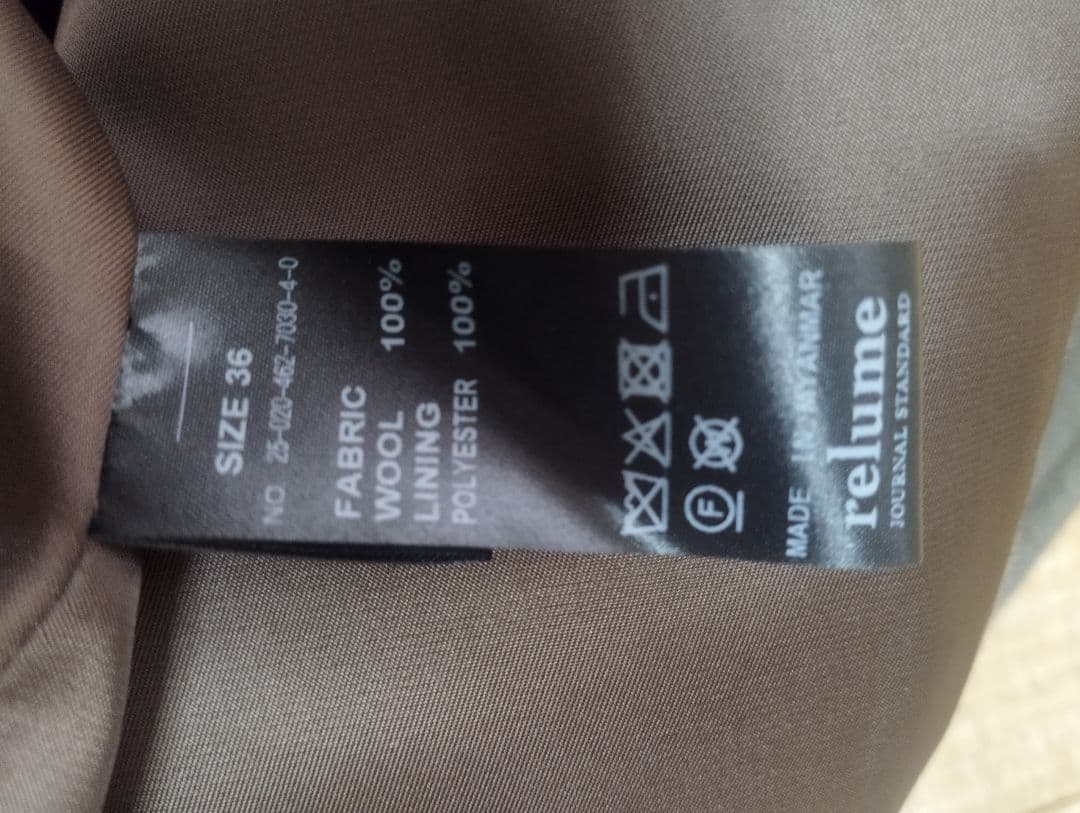 SIZE 36
NO 25-020-462-7030-4-0
FABRIC
WOOL 100%
LINING
POLYESTER 100%
F W
MADE IN MYANMAR
relume
JOURNAL STANDARD